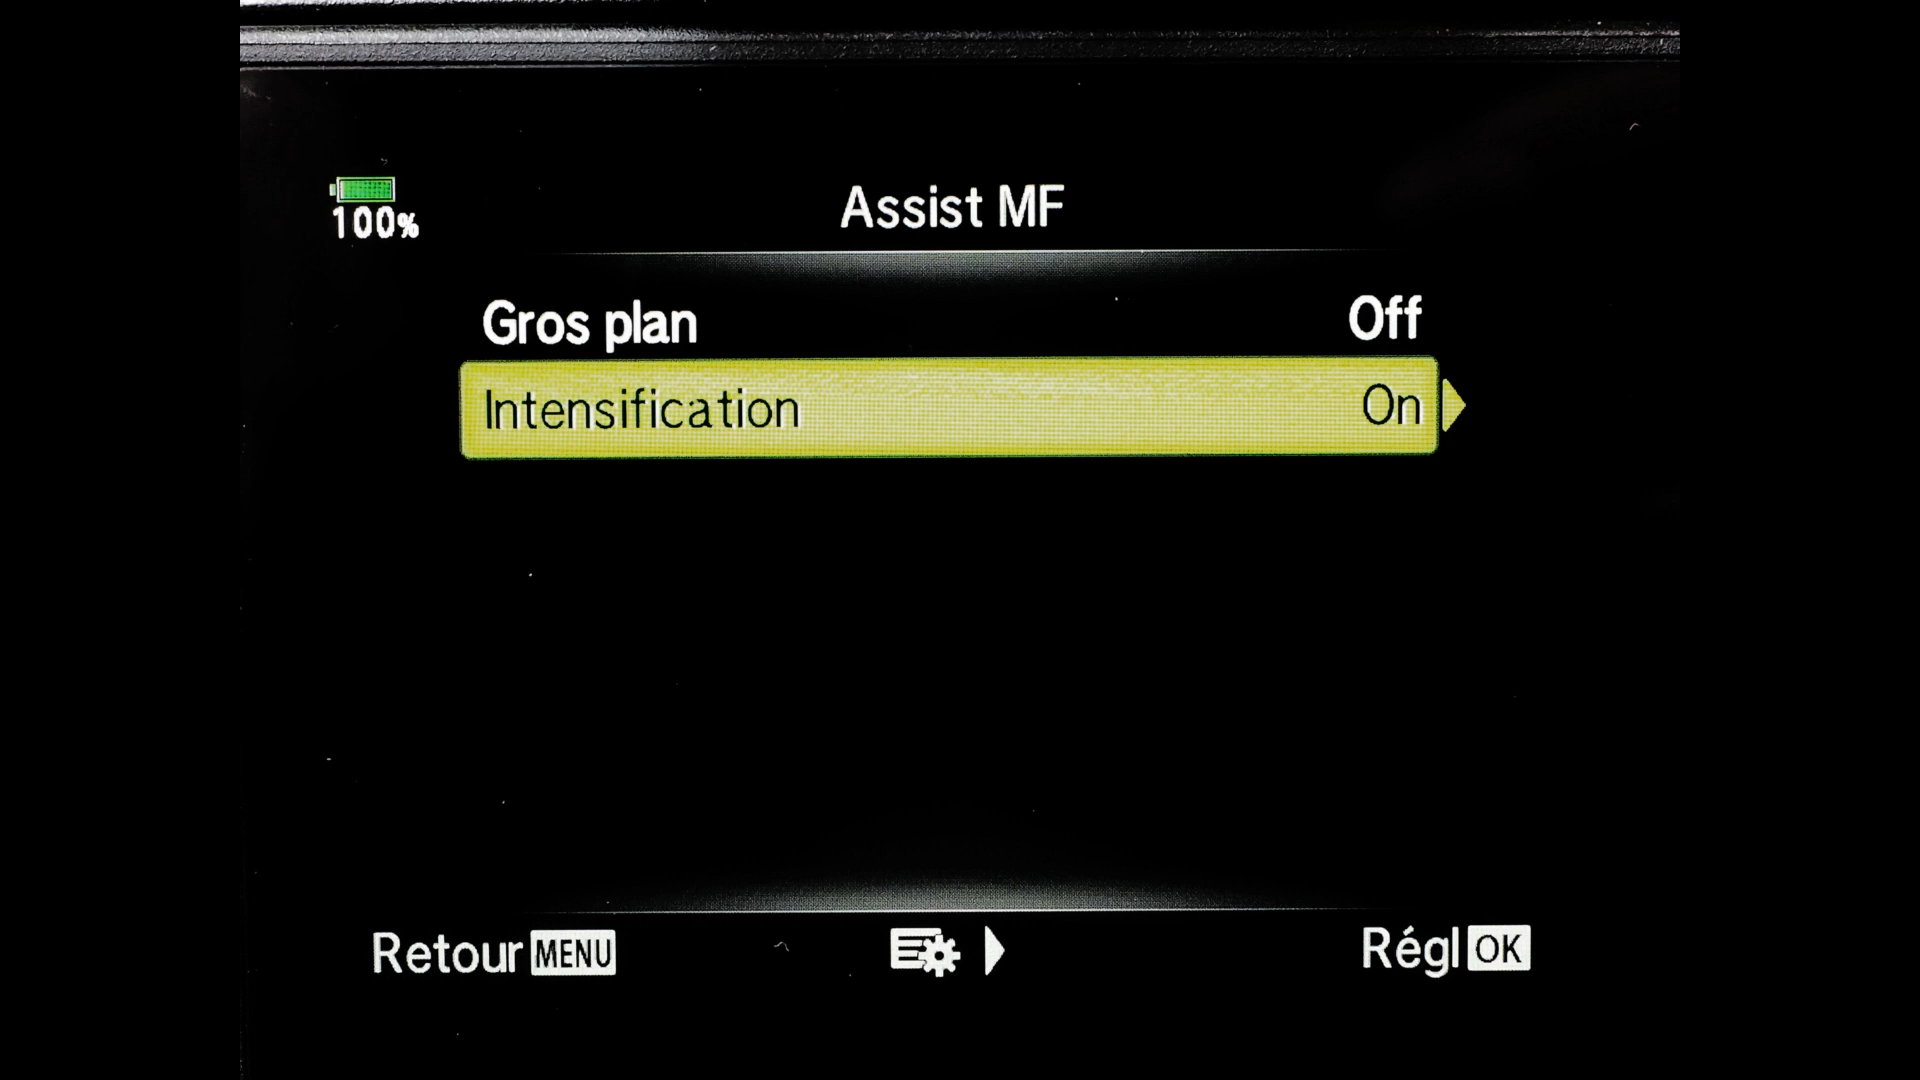 100%
Assist MF
Gros plan Off
Intensification On
Retour MENU Régl OK